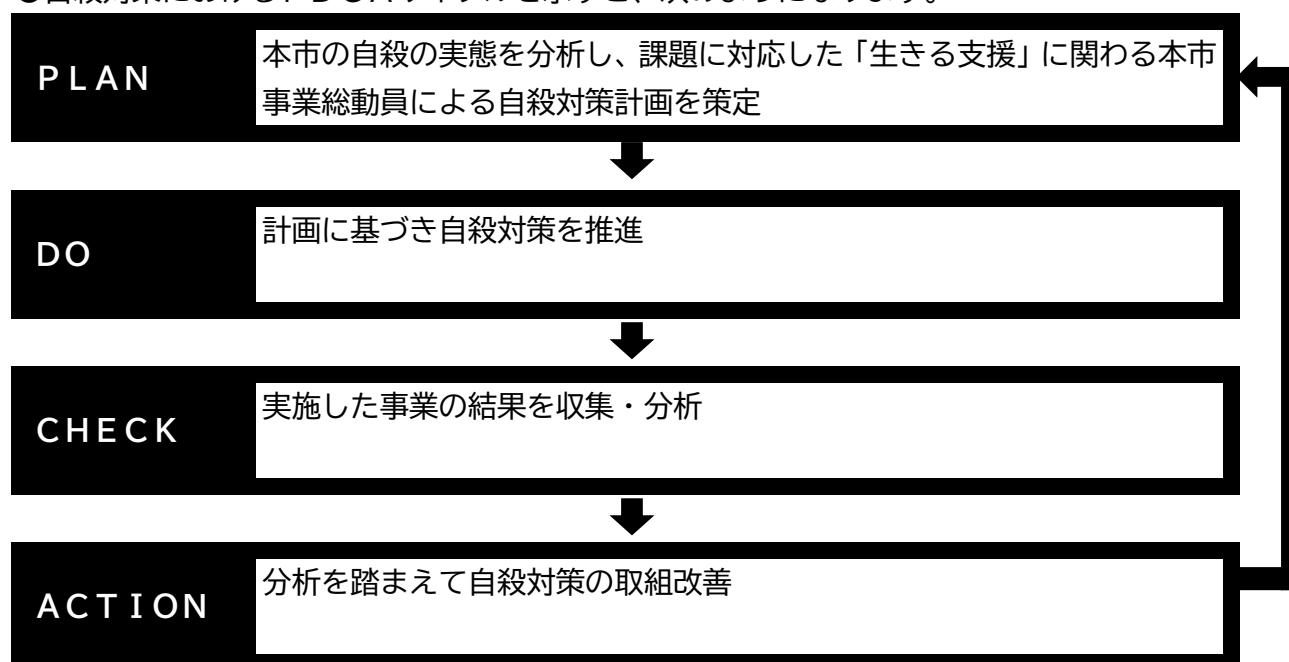 ＰＬＡＮ
本市の自殺の実態を分析し、課題に対応した「生きる支援」に関わる本市
事業総動員による自殺対策計画を策定
ＤＯ
計画に基づき自殺対策を推進
ＣＨＥＣＫ
実施した事業の結果を収集・分析
ＡＣＴＩＯＮ
分析を踏まえて自殺対策の取組改善